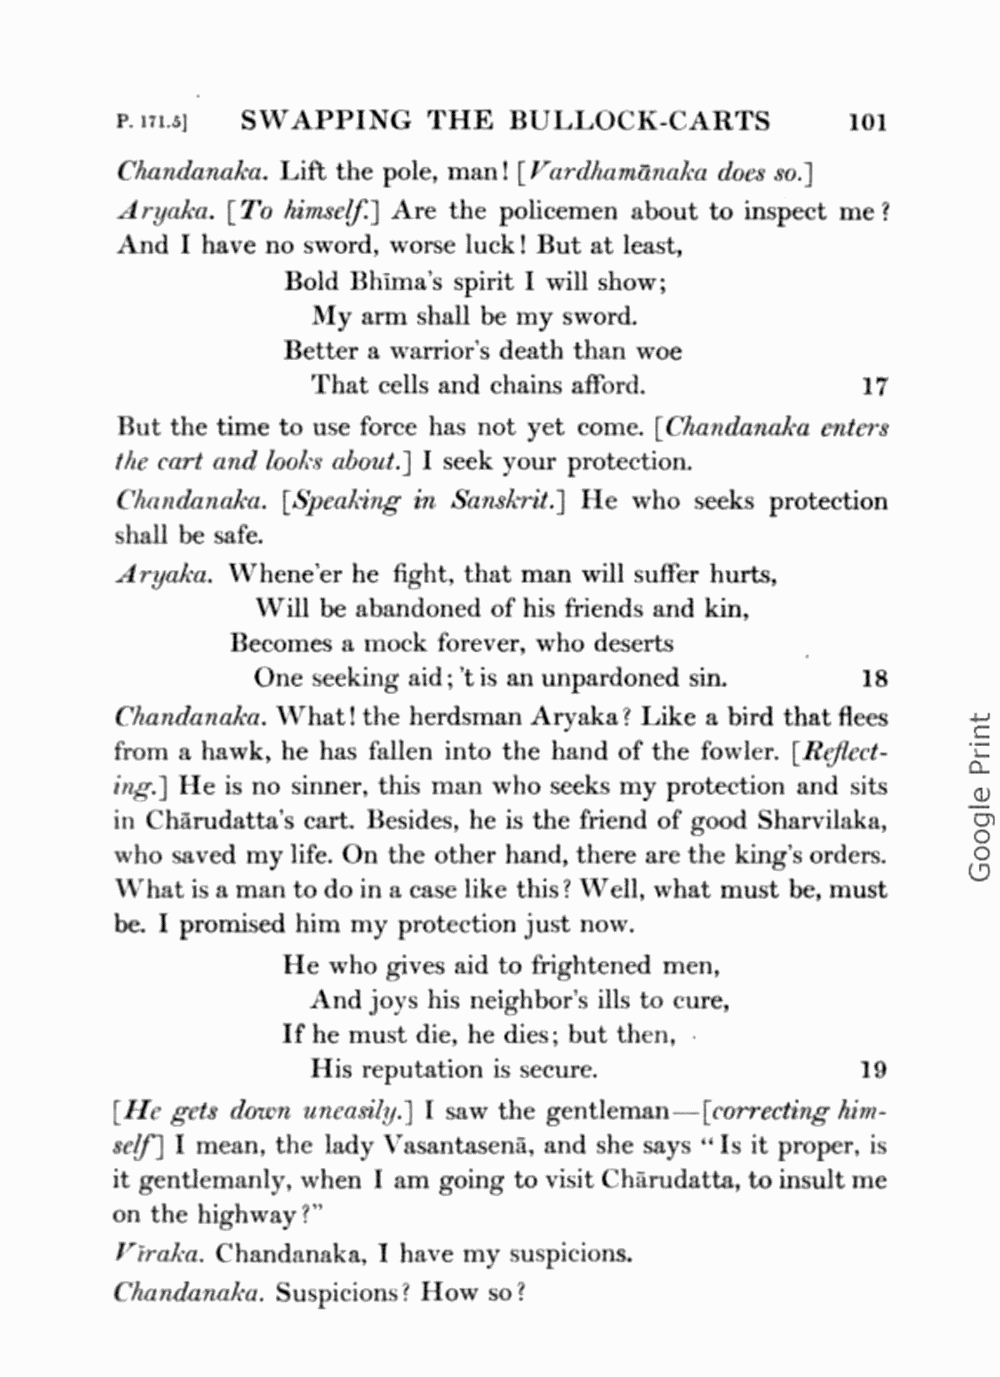 P. 171.5] SWAPPING THE BULLOCK-CARTS 101
Chandanaka. Lift the pole, man! [Vardhamānaka does so.]
Aryaka. [To himself.] Are the policemen about to inspect me?
And I have no sword, worse luck! But at least,
Bold Bhīma's spirit I will show;
My arm shall be my sword.
Better a warrior's death than woe
That cells and chains afford. 17
But the time to use force has not yet come. [Chandanaka enters
the cart and looks about.] I seek your protection.
Chandanaka. [Speaking in Sanskrit.] He who seeks protection
shall be safe.
Aryaka. Whene'er he fight, that man will suffer hurts,
Will be abandoned of his friends and kin,
Becomes a mock forever, who deserts
One seeking aid; 't is an unpardoned sin. 18
Chandanaka. What! the herdsman Aryaka? Like a bird that flees
from a hawk, he has fallen into the hand of the fowler. [Reflect-
ing.] He is no sinner, this man who seeks my protection and sits
in Chārudatta's cart. Besides, he is the friend of good Sharvilaka,
who saved my life. On the other hand, there are the king's orders.
What is a man to do in a case like this? Well, what must be, must
be. I promised him my protection just now.
He who gives aid to frightened men,
And joys his neighbor's ills to cure,
If he must die, he dies; but then,
His reputation is secure. 19
[He gets down uneasily.] I saw the gentleman—[correcting him-
self] I mean, the lady Vasantasenā, and she says "Is it proper, is
it gentlemanly, when I am going to visit Chārudatta, to insult me
on the highway?"
Vīraka. Chandanaka, I have my suspicions.
Chandanaka. Suspicions? How so?
Google Print